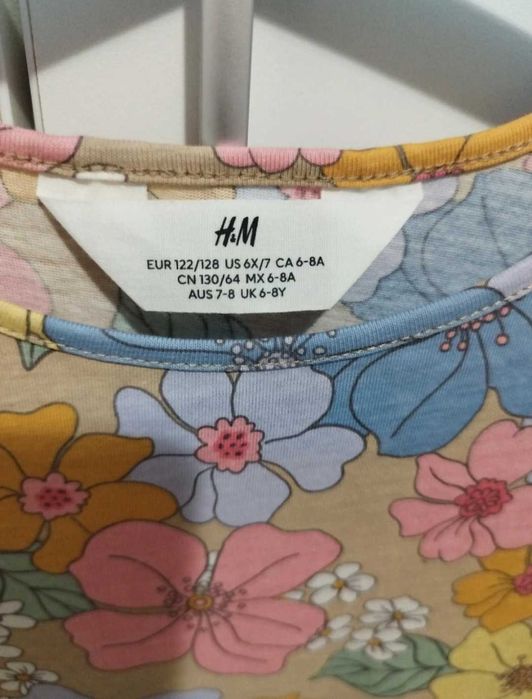 H&M
EUR 122/128 US 6X/7 CA 6-8A
CN 130/64 MX 6-8A
AUS 7-8 UK 6-8Y